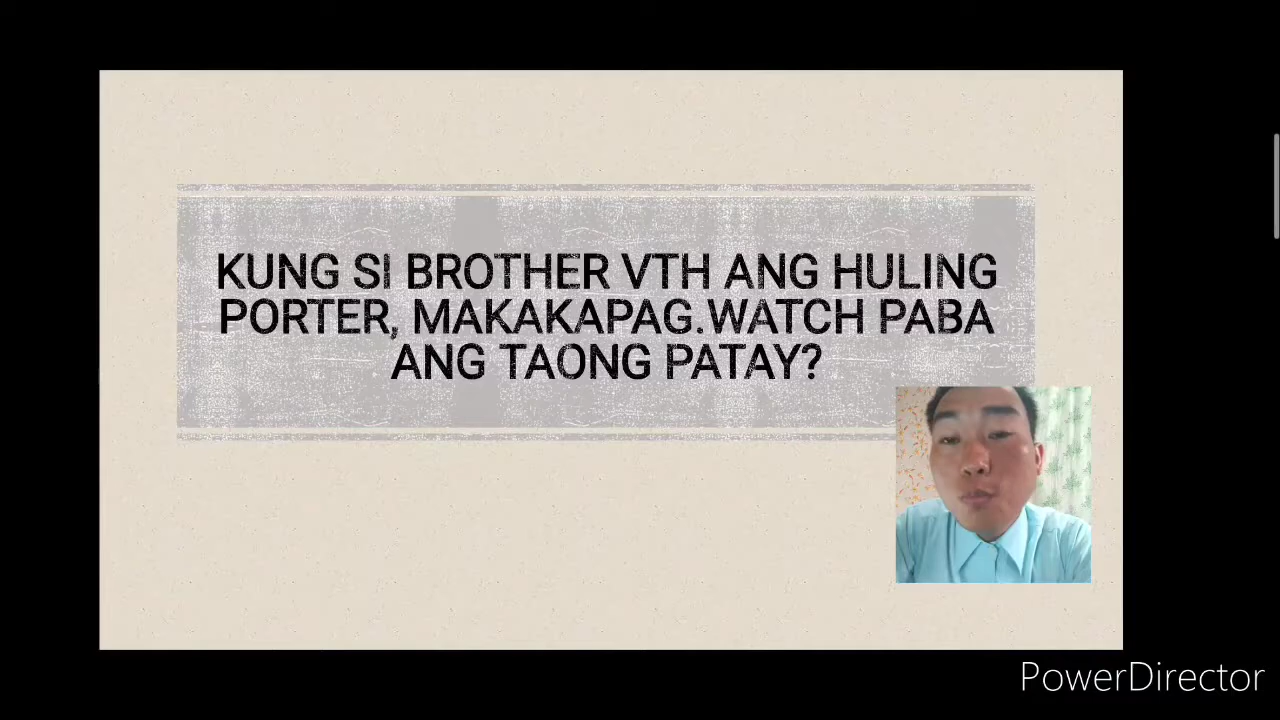 KUNG SI BROTHER VTH ANG HULING
PORTER, MAKAKAPAG.WATCH PABA
ANG TAONG PATAY?
PowerDirector